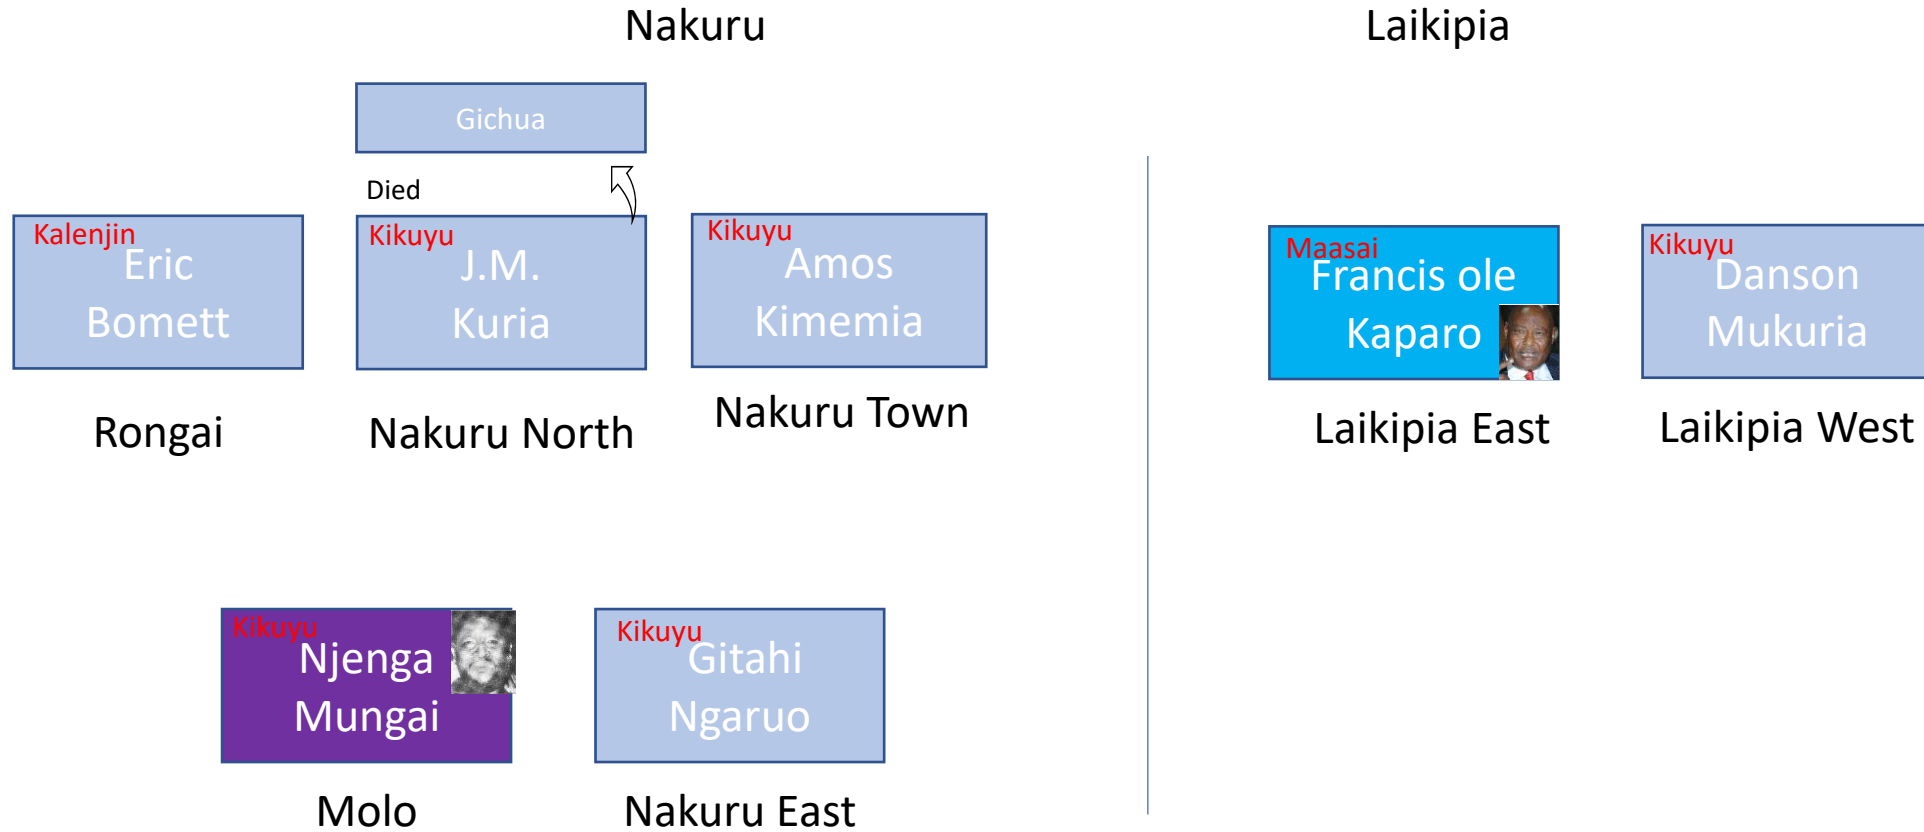 Nakuru
Laikipia
Gichua
Died
Kalenjin
Eric
Bomett
Rongai
Kikuyu
J.M.
Kuria
Nakuru North
Kikuyu
Amos
Kimemia
Nakuru Town
Maasai
Francis ole
Kaparo
Laikipia East
Kikuyu
Danson
Mukuria
Laikipia West
Kikuyu
Njenga
Mungai
Molo
Kikuyu
Gitahi
Ngaruo
Nakuru East